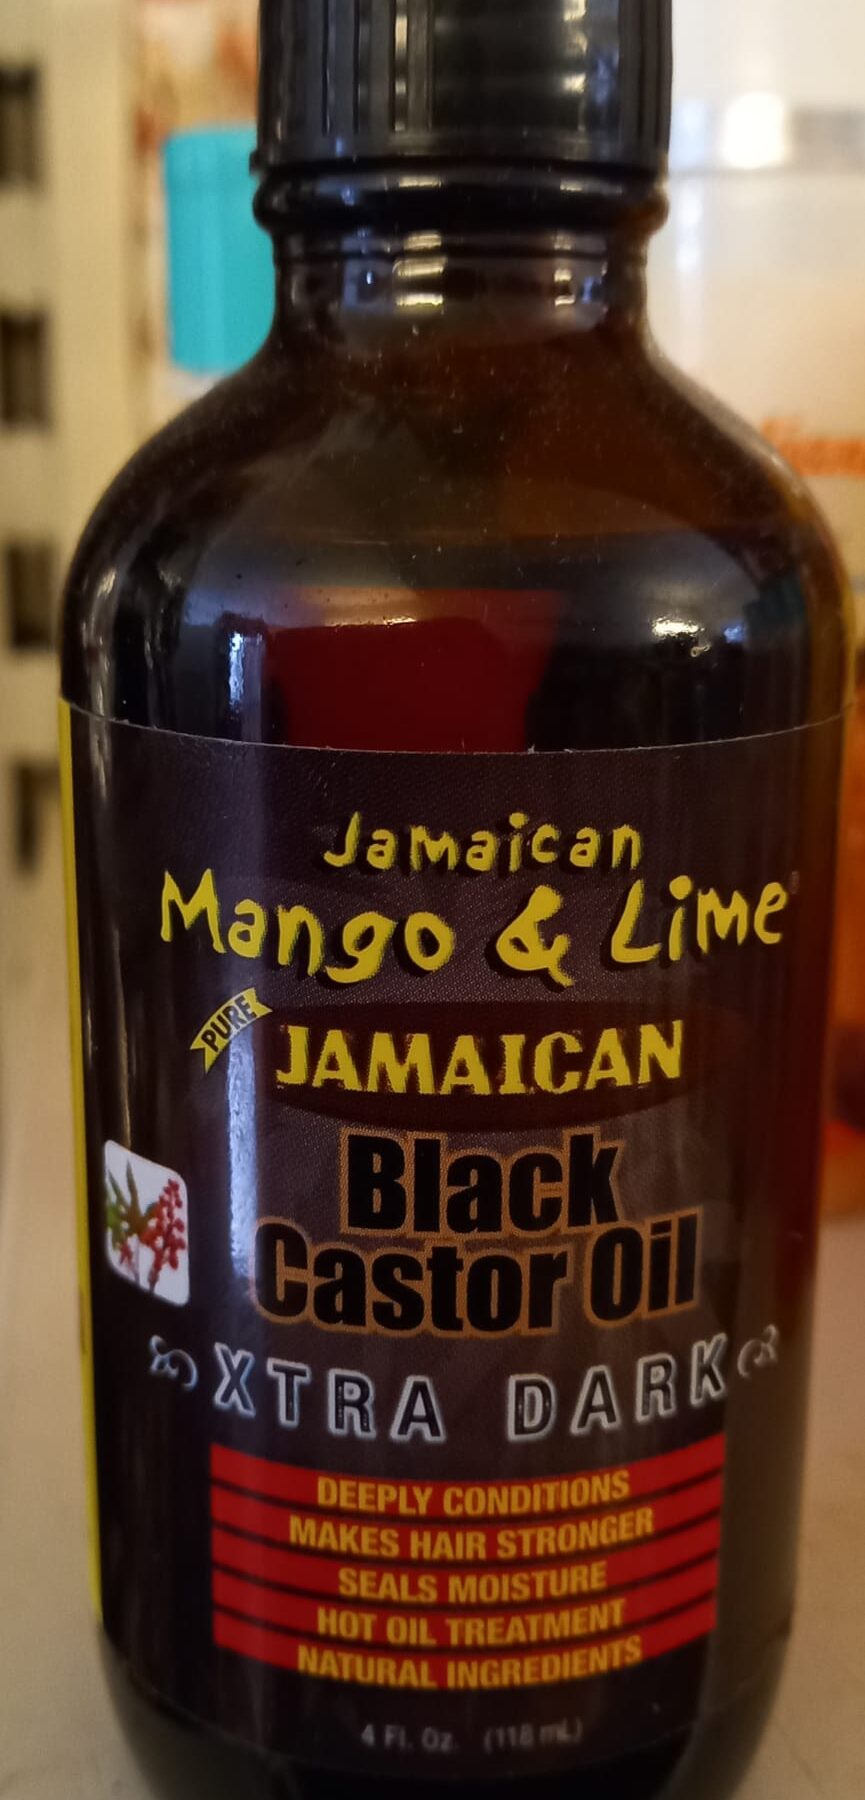 Jamaican
Mango & Lime
PURE
JAMAICAN
Black
Castor Oil
XTRA DARK
DEEPLY CONDITIONS
MAKES HAIR STRONGER
SEALS MOISTURE
HOT OIL TREATMENT
NATURAL INGREDIENTS
4 Fl. Oz. (118 mL)